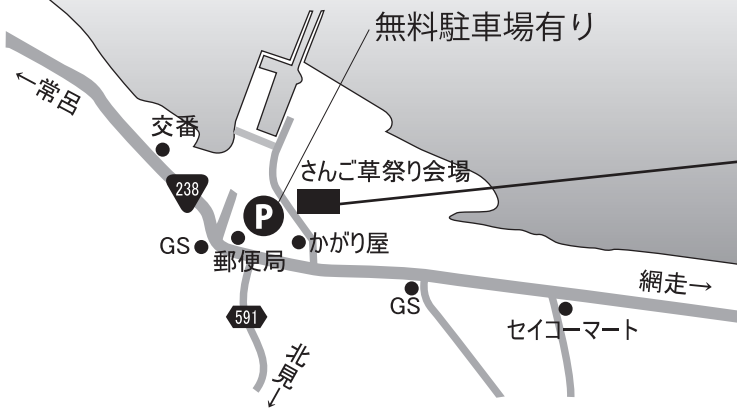 無料駐車場有り
←常呂
交番
さんご草祭り会場
238
P
GS
郵便局
かがり屋
網走→
GS
591
セイコーマート
北見→